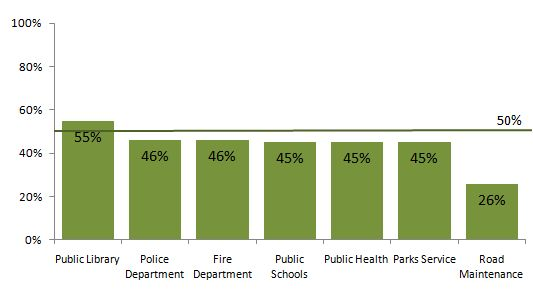 100%
80%
60%
50%
55%
46%
46%
45%
45%
45%
40%
26%
20%
0%
Public Library
Police
Department
Fire
Department
Public
Schools
Public Health
Parks Service
Road
Maintenance